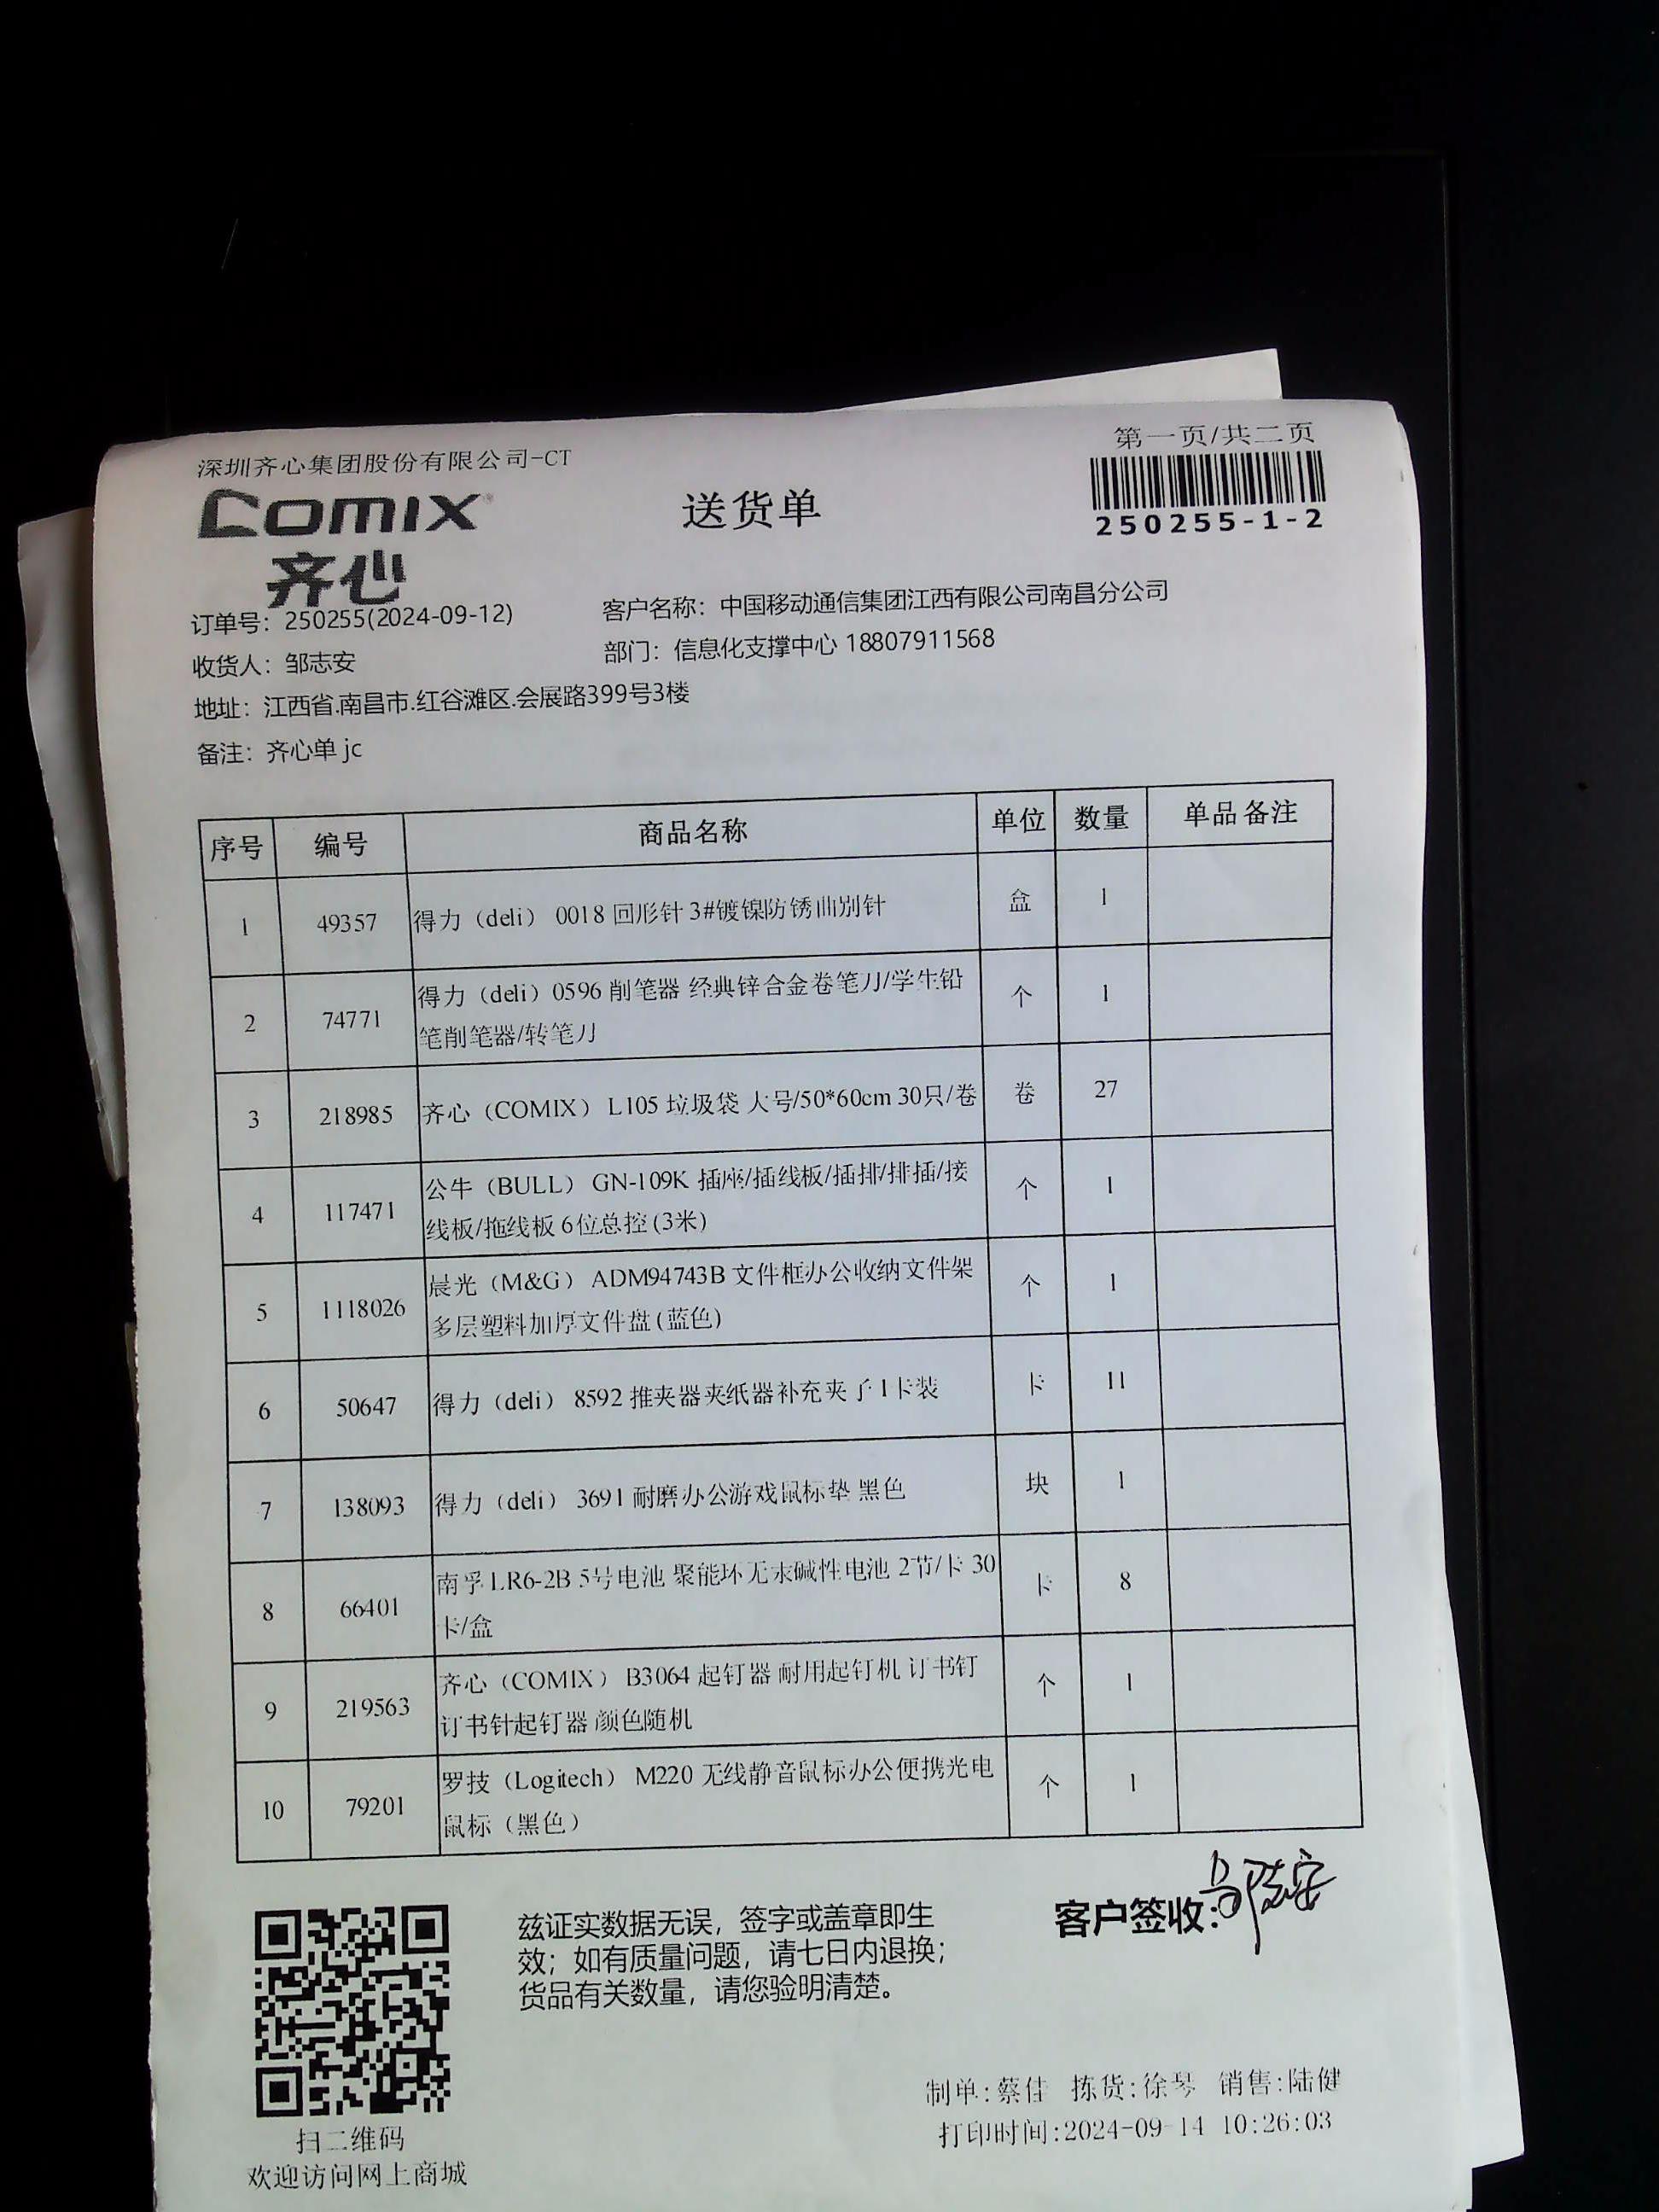 深圳齐心集团股份有限公司-CT
第一页/共二页
COMIX
齐心
送货单
250255-1-2
订单号：250255(2024-09-12)
客户名称：中国移动通信集团江西有限公司南昌分公司
收货人：邹志安
部门：信息化支撑中心 18807911568
地址：江西省.南昌市.红谷滩区.会展路399号3楼
备注：齐心单 jc
序号 编号 商品名称 单位 数量 单品备注
1 49357 得力（deli） 0018 回形针 3#镀镍防锈曲别针 盒 1
2 74771 得力（deli）0596 削笔器 经典锌合金卷笔刀/学生铅 个 1
笔削笔器/转笔刀
3 218985 齐心（COMIX） L105 垃圾袋 大号/50*60cm 30只/卷 卷 27
4 117471 公牛（BULL） GN-109K 插座/插线板/插排/排插/接 个 1
线板/拖线板 6位总控(3米)
5 1118026 晨光（M&G） ADM94743B 文件框办公收纳文件架 个 1
多层塑料加厚文件盘(蓝色)
6 50647 得力（deli） 8592 推夹器夹纸器补充夹子 1卡装 卡 11
7 138093 得力（deli） 3691 耐磨办公游戏鼠标垫 黑色 块 1
8 66401 南孚 LR6-2B 5号电池 聚能环无汞碱性电池 2节/卡 30 卡 8
卡/盒
9 219563 齐心（COMIX） B3064 起钉器 耐用起钉机 订书钉 个 1
订书针起钉器 颜色随机
10 79201 罗技（Logitech） M220 无线静音鼠标办公便携光电 个 1
鼠标（黑色）
兹证实数据无误，签字或盖章即生
效；如有质量问题，请七日内退换；
货品有关数量，请您验明清楚。
客户签收：邹志安
扫二维码
欢迎访问网上商城
制单:蔡佳 拣货:徐琴 销售:陆健
打印时间:2024-09-14 10:26:03